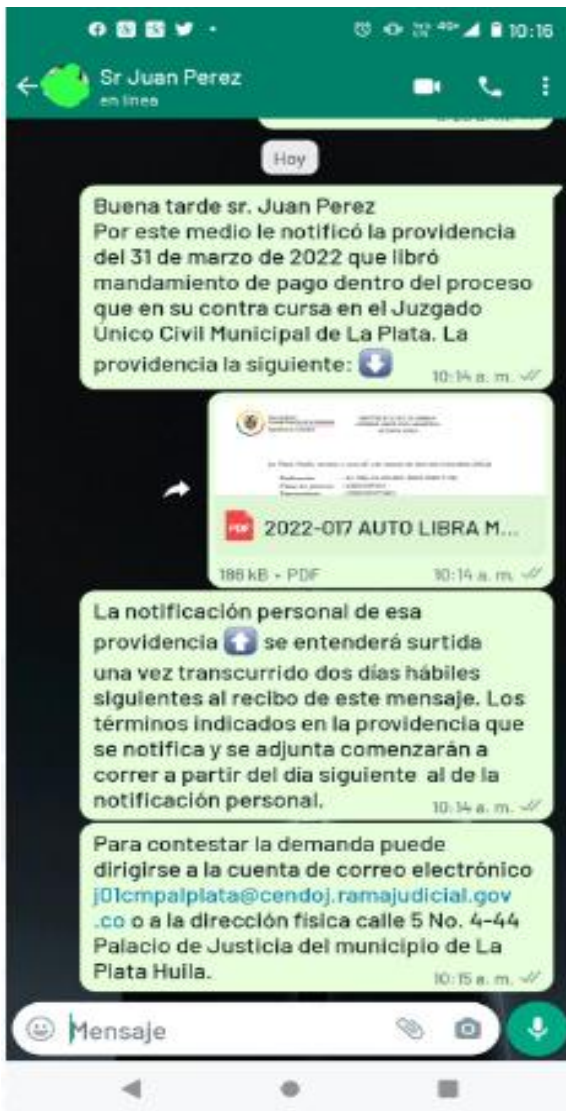 10:16
Sr Juan Perez
en línea
Hoy
Buena tarde sr. Juan Perez
Por este medio le notificó la providencia
del 31 de marzo de 2022 que libró
mandamiento de pago dentro del proceso
que en su contra cursa en el Juzgado
Único Civil Municipal de La Plata. La
providencia la siguiente:
10:14 a. m.
PDF
2022-017 AUTO LIBRA M...
186 kB - PDF
10:14 a. m.
La notificación personal de esa
providencia se entenderá surtida
una vez transcurrido dos días hábiles
siguientes al recibo de este mensaje. Los
términos indicados en la providencia que
se notifica y se adjunta comenzarán a
correr a partir del día siguiente al de la
notificación personal.
10:14 a. m.
Para contestar la demanda puede
dirigirse a la cuenta de correo electrónico
j01cmpalplata@cendoj.ramajudicial.gov
.co o a la dirección física calle 5 No. 4-44
Palacio de Justicia del municipio de La
Plata Huila.
10:15 a. m.
Mensaje